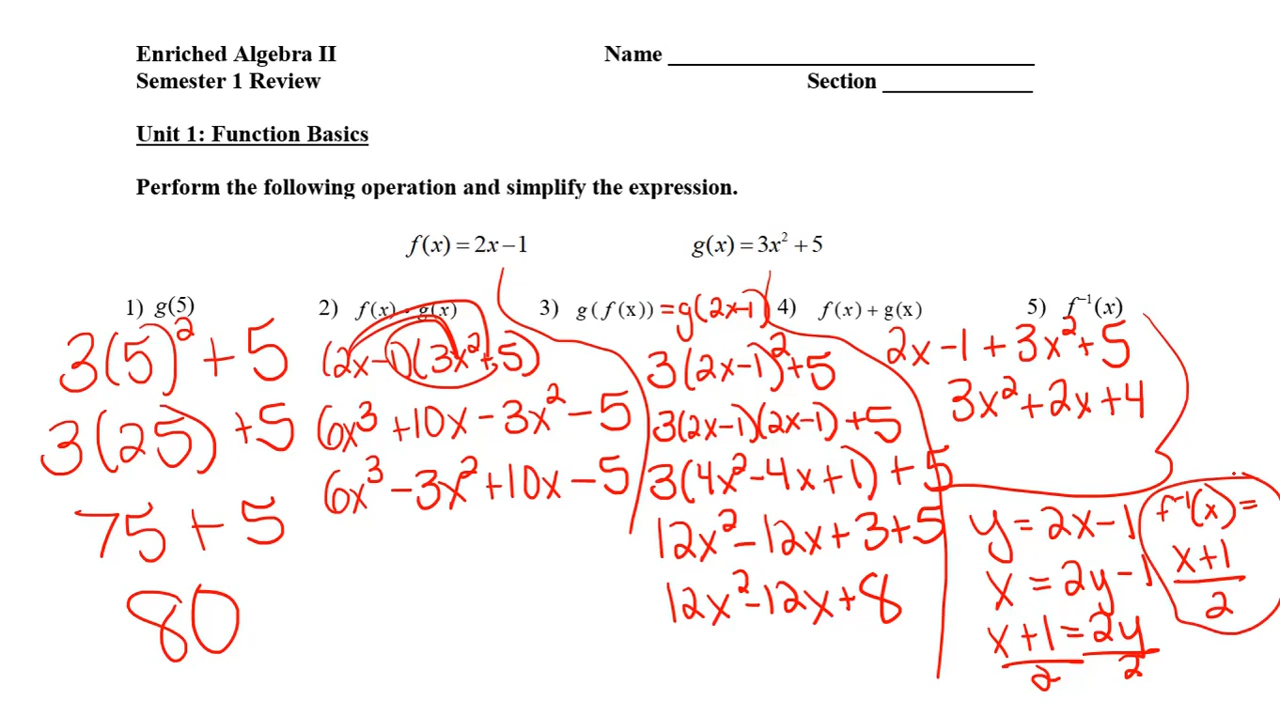 Enriched Algebra II Name ____
Semester 1 Review Section ____
Unit 1: Function Basics
Perform the following operation and simplify the expression.
f(x) = 2x − 1 g(x) = 3x² + 5
1) g(5)
3(5)² + 5
3(25) + 5
75 + 5
80
2) f(x) · g(x)
(2x−1)(3x²+5)
6x³ + 10x − 3x² − 5
6x³ − 3x² + 10x − 5
3) g(f(x)) = g(2x−1)
3(2x−1)² + 5
3(2x−1)(2x−1) + 5
3(4x² − 4x + 1) + 5
12x² − 12x + 3 + 5
12x² − 12x + 8
4) f(x) + g(x)
2x − 1 + 3x² + 5
3x² + 2x + 4
5) f⁻¹(x)
y = 2x − 1
x = 2y − 1
x + 1 = 2y
2 2
f⁻¹(x) =
x + 1
2